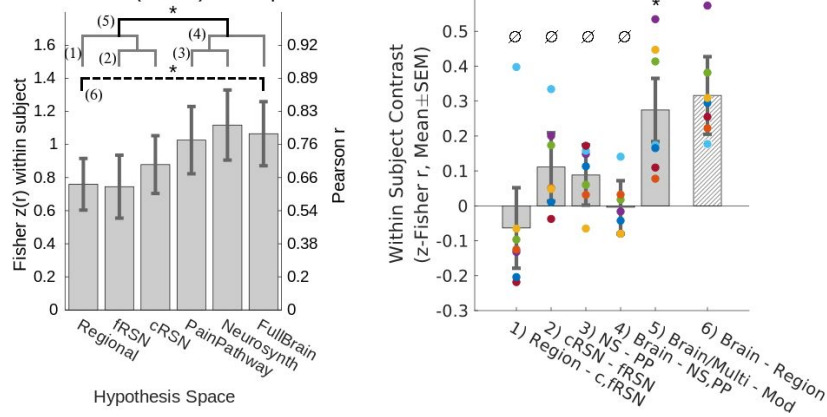 *
(5)
(4)
(1)
(2)
(3)
*
(6)
1.6
1.4
1.2
1
0.8
0.6
0.4
0.2
0
0.92
0.89
0.83
0.76
0.66
0.54
0.38
0.2
0
Fisher z(r) within subject
Pearson r
Regional
fRSN
cRSN
PainPathway
Neurosynth
FullBrain
Hypothesis Space
*
∅ ∅ ∅ ∅
0.5
0.4
0.3
0.2
0.1
0
-0.1
-0.2
-0.3
Within Subject Contrast
(z-Fisher r, Mean±SEM)
1) Region - c,fRSN
2) cRSN - fRSN
3) NS - PP
4) Brain - NS,PP
5) Brain/Multi - Mod
6) Brain - Region